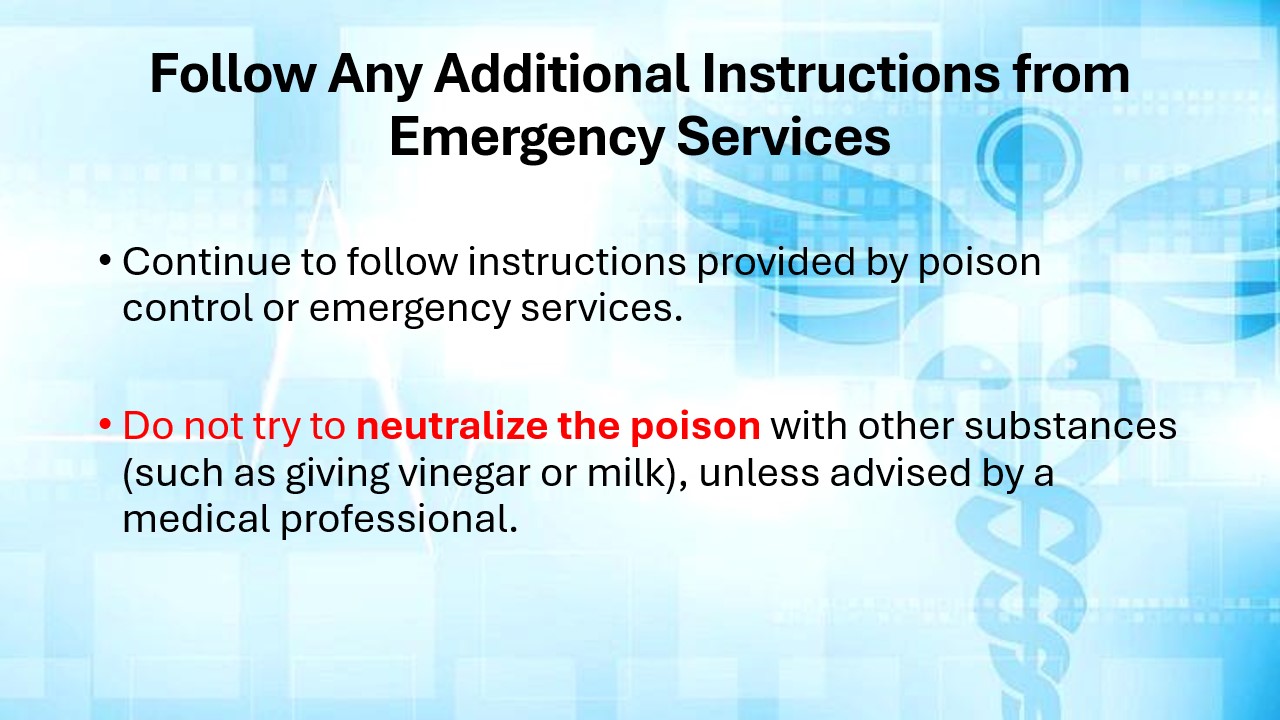 Follow Any Additional Instructions from
Emergency Services
• Continue to follow instructions provided by poison
control or emergency services.
• Do not try to neutralize the poison with other substances
(such as giving vinegar or milk), unless advised by a
medical professional.